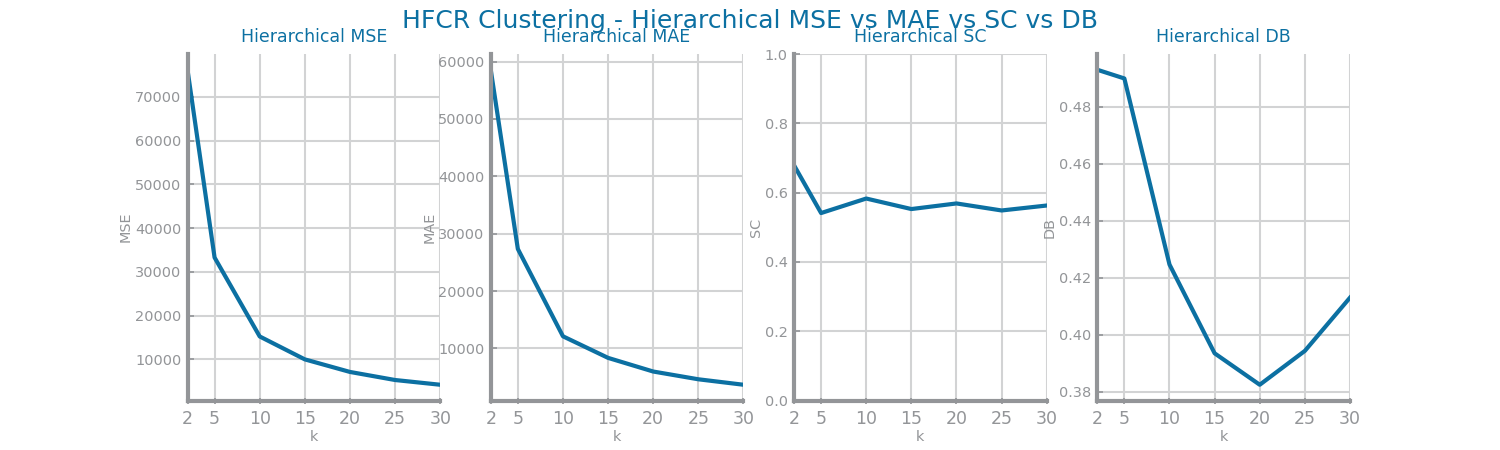 HFCR Clustering - Hierarchical MSE vs MAE vs SC vs DB
Hierarchical MSE
MSE
70000
60000
50000
40000
30000
20000
10000
2 5 10 15 20 25 30
k
Hierarchical MAE
MAE
60000
50000
40000
30000
20000
10000
2 5 10 15 20 25 30
k
Hierarchical SC
SC
1.0
0.8
0.6
0.4
0.2
0.0
2 5 10 15 20 25 30
k
Hierarchical DB
DB
0.48
0.46
0.44
0.42
0.40
0.38
2 5 10 15 20 25 30
k